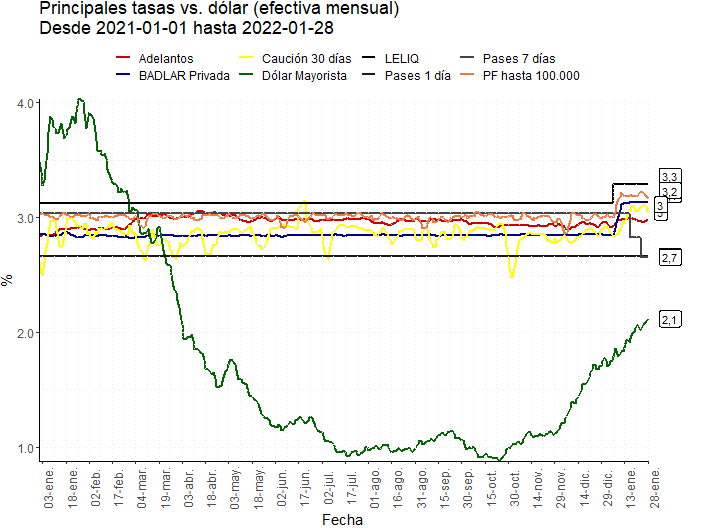 Principales tasas vs. dólar (efectiva mensual)
Desde 2021-01-01 hasta 2022-01-28
Adelantos Caución 30 días LELIQ Pases 7 días
BADLAR Privada Dólar Mayorista Pases 1 día PF hasta 100.000
4.0
3.0
2.0
1.0
%
3,3
3,2
3
3
2,7
2,1
03-ene. 18-ene. 02-feb. 17-feb. 04-mar. 19-mar. 03-abr. 18-abr. 03-may. 18-may. 02-jun. 17-jun. 02-jul. 17-jul. 01-ago. 16-ago. 31-ago. 15-sep. 30-sep. 15-oct. 30-oct. 14-nov. 29-nov. 14-dic. 29-dic. 13-ene. 28-ene.
Fecha